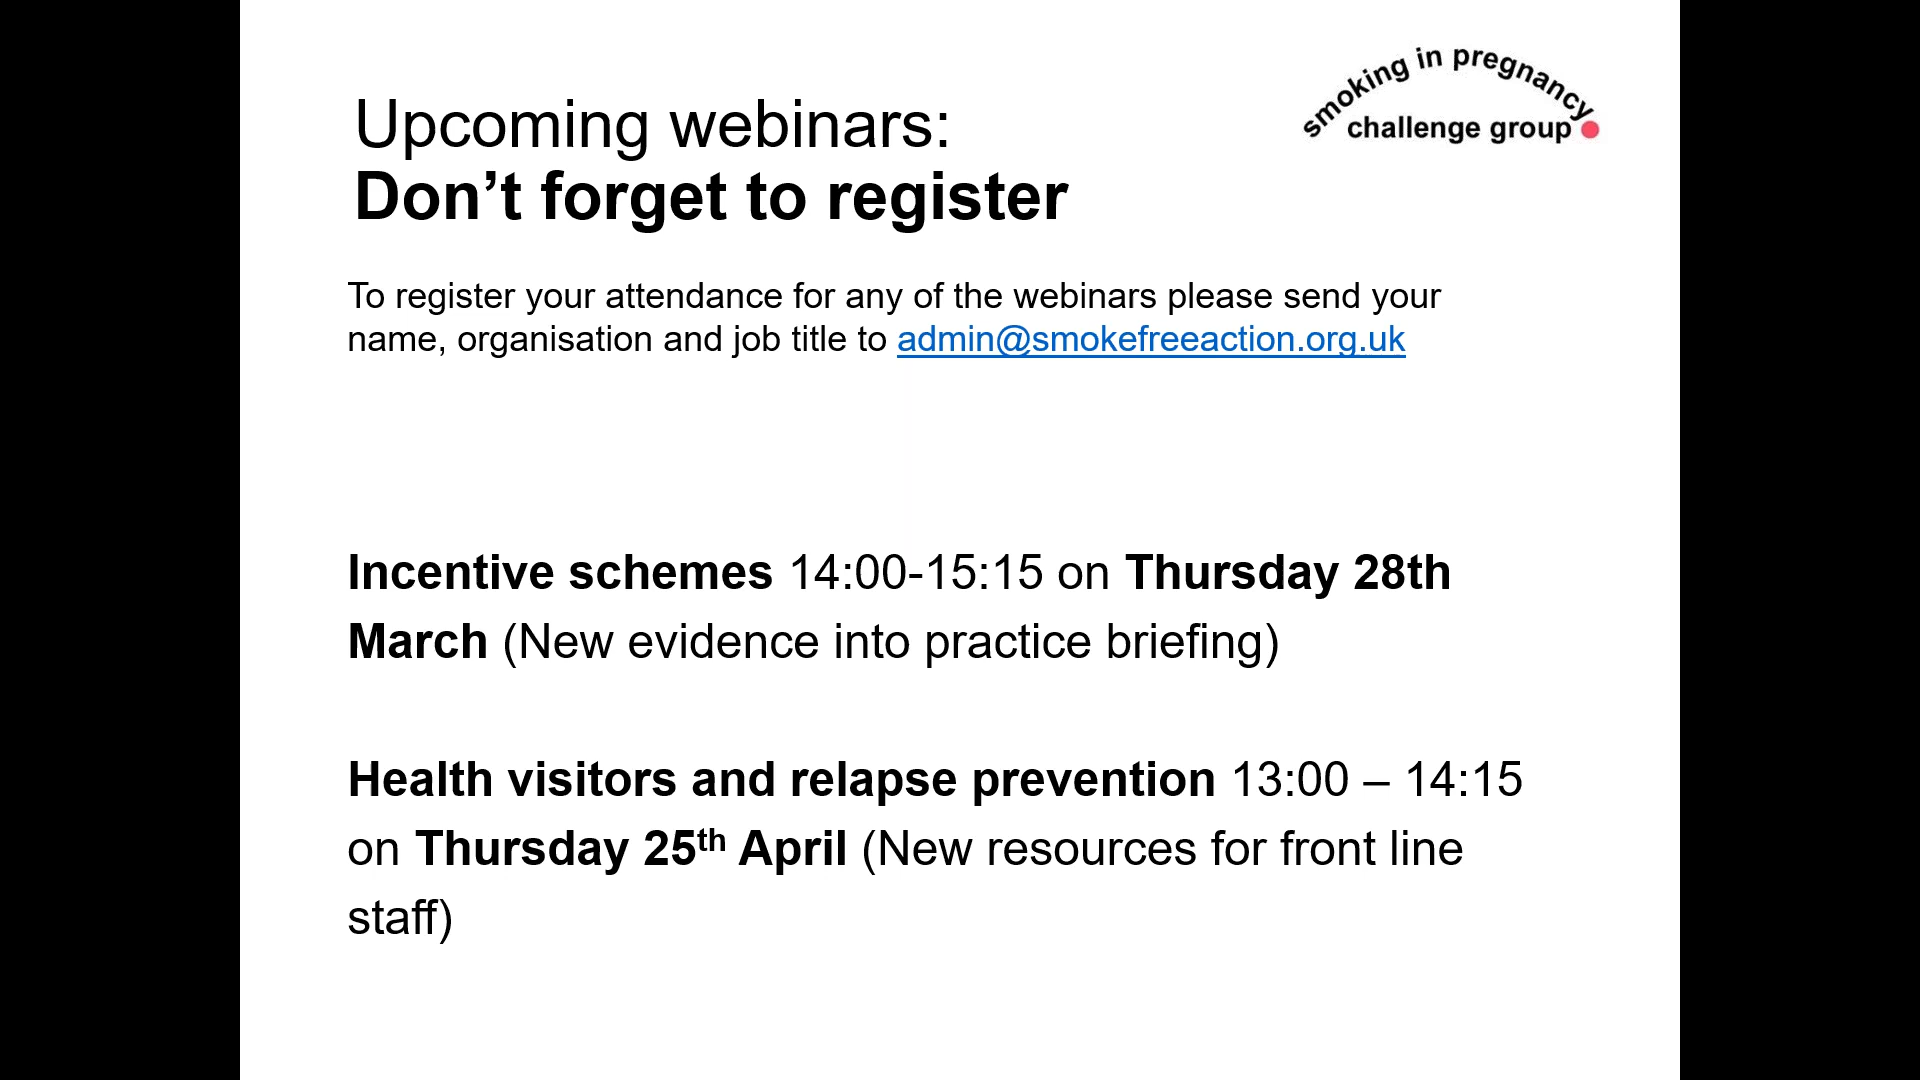 smoking in pregnancy
challenge group
Upcoming webinars:
Don’t forget to register
To register your attendance for any of the webinars please send your
name, organisation and job title to admin@smokefreeaction.org.uk
Incentive schemes 14:00-15:15 on Thursday 28th
March (New evidence into practice briefing)
Health visitors and relapse prevention 13:00 – 14:15
on Thursday 25th April (New resources for front line
staff)